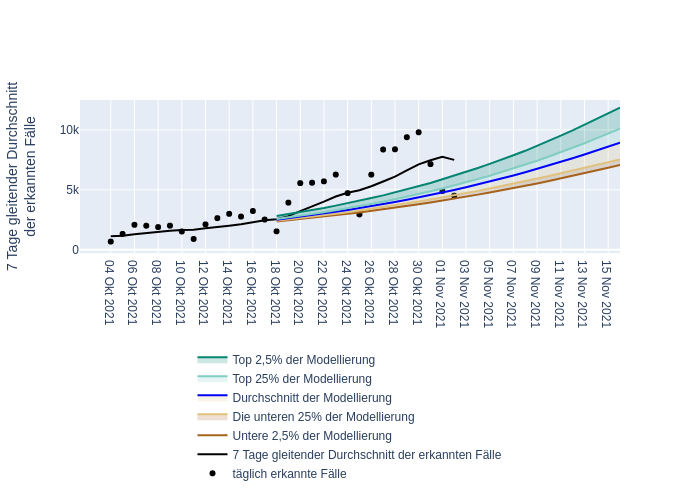 7 Tage gleitender Durchschnitt
der erkannten Fälle
10k
5k
0
04 Okt 2021
06 Okt 2021
08 Okt 2021
10 Okt 2021
12 Okt 2021
14 Okt 2021
16 Okt 2021
18 Okt 2021
20 Okt 2021
22 Okt 2021
24 Okt 2021
26 Okt 2021
28 Okt 2021
30 Okt 2021
01 Nov 2021
03 Nov 2021
05 Nov 2021
07 Nov 2021
09 Nov 2021
11 Nov 2021
13 Nov 2021
15 Nov 2021
Top 2,5% der Modellierung
Top 25% der Modellierung
Durchschnitt der Modellierung
Die unteren 25% der Modellierung
Untere 2,5% der Modellierung
7 Tage gleitender Durchschnitt der erkannten Fälle
täglich erkannte Fälle